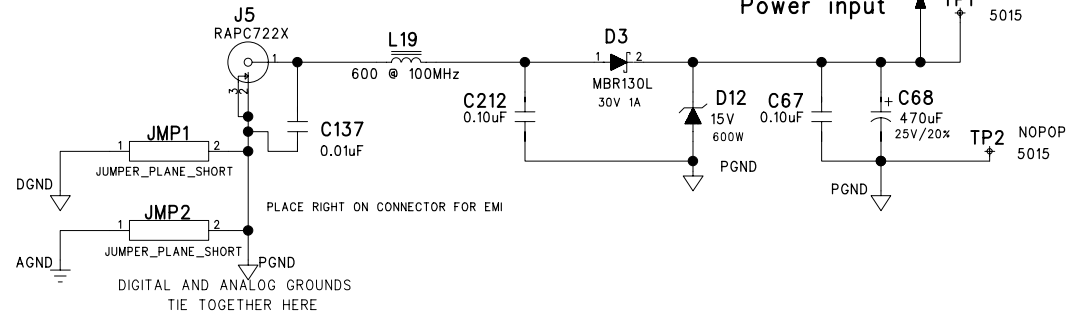 Power input
5015
J5
RAPC722X
1
3
2
L19
600 @ 100MHz
C137
0.01uF
C212
0.10uF
D3
1
2
MBR130L
30V 1A
D12
15V
600W
PGND
C67
0.10uF
+
C68
470uF
25V/20%
PGND
TP2
NOPOP
5015
JMP1
1
2
JUMPER_PLANE_SHORT
DGND
PLACE RIGHT ON CONNECTOR FOR EMI
JMP2
1
2
JUMPER_PLANE_SHORT
AGND
PGND
DIGITAL AND ANALOG GROUNDS
TIE TOGETHER HERE